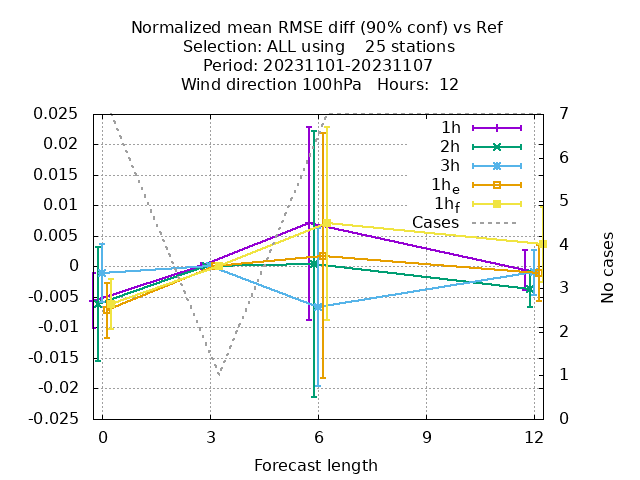 Normalized mean RMSE diff (90% conf) vs Ref
Selection: ALL using    25 stations
Period: 20231101-20231107
Wind direction 100hPa   Hours:  12
0.025
0.02
0.015
0.01
0.005
0
-0.005
-0.01
-0.015
-0.02
-0.025
1h
2h
3h
1he
1hf
Cases
7
6
5
4
3
2
1
0
No cases
0 3 6 9 12
Forecast length